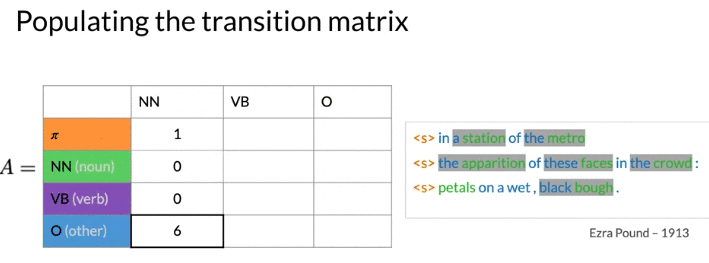 Populating the transition matrix
NN VB O
π 1
A = NN (noun) 0
VB (verb) 0
O (other) 6
<s> in a station of the metro
<s> the apparition of these faces in the crowd :
<s> petals on a wet , black bough .
Ezra Pound – 1913